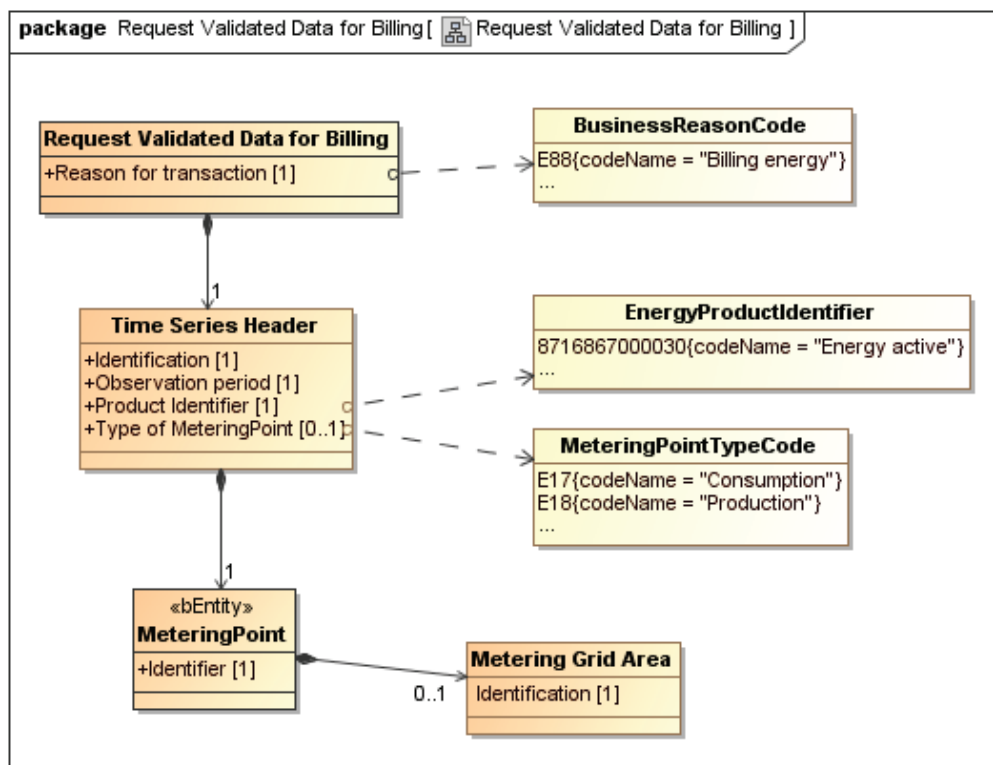 package Request Validated Data for Billing[ Request Validated Data for Billing ]
Request Validated Data for Billing
+Reason for transaction [1]
BusinessReasonCode
E88{codeName = "Billing energy"}
...
1
Time Series Header
+Identification [1]
+Observation period [1]
+Product Identifier [1]
+Type of MeteringPoint [0..1]
EnergyProductIdentifier
8716867000030{codeName = "Energy active"}
...
MeteringPointTypeCode
E17{codeName = "Consumption"}
E18{codeName = "Production"}
...
1
«bEntity»
MeteringPoint
+Identifier [1]
0..1
Metering Grid Area
Identification [1]